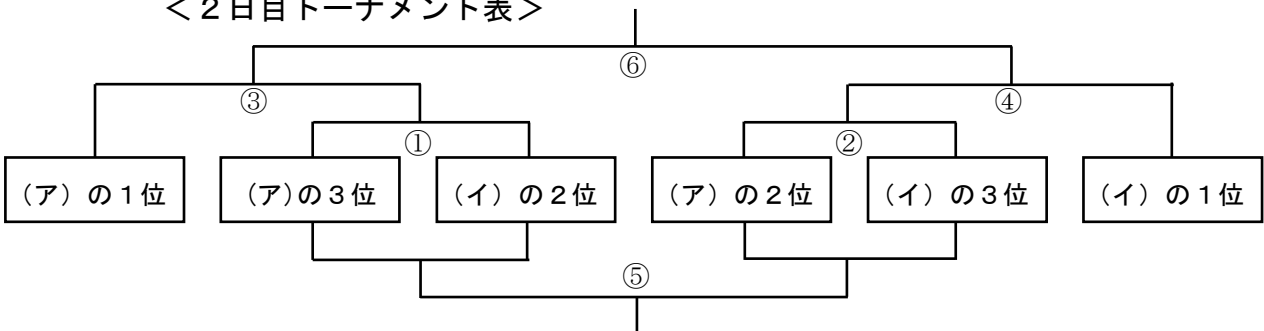 ＜２日目トーナメント表＞
⑥
③ ④
① ②
（ア）の１位 （ア）の３位 （イ）の２位 （ア）の２位 （イ）の３位 （イ）の１位
⑤